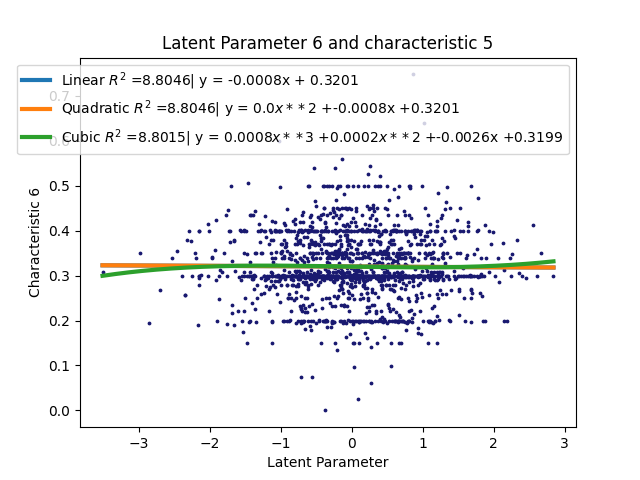 Latent Parameter 6 and characteristic 5
Linear $R^2$ =8.8046| y = -0.0008x + 0.3201
Quadratic $R^2$ =8.8046| y = 0.0x * *2 +-0.0008x +0.3201
Cubic $R^2$ =8.8015| y = 0.0008x * *3 +0.0002x * *2 +-0.0026x +0.3199
Characteristic 6
0.7
0.6
0.5
0.4
0.3
0.2
0.1
0.0
−3 −2 −1 0 1 2 3
Latent Parameter